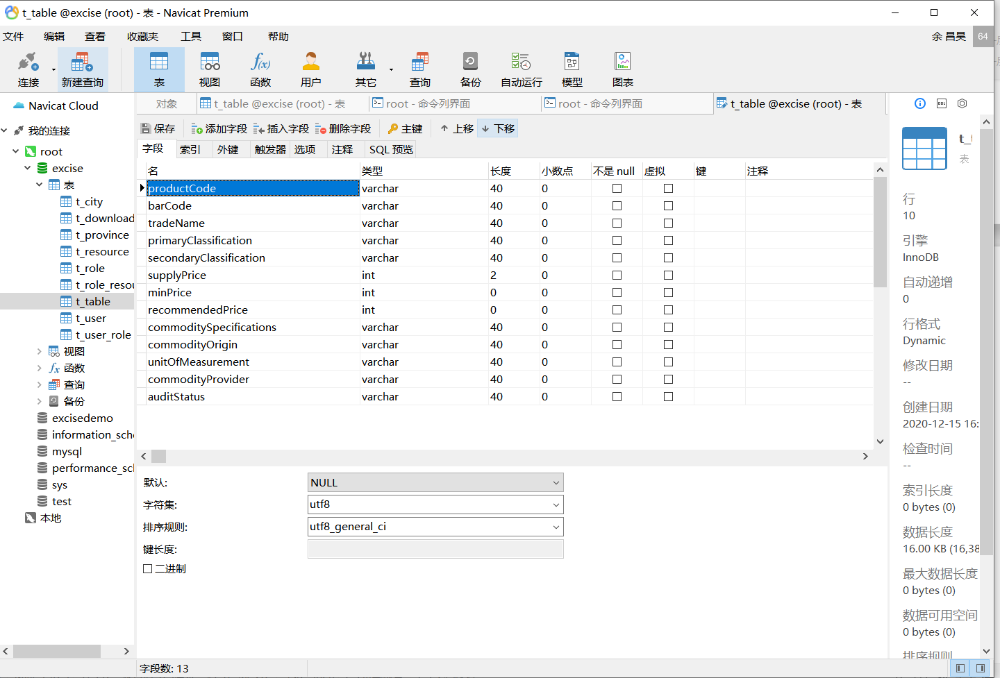 t_table @excise (root) - 表 - Navicat Premium
文件 编辑 查看 收藏夹 工具 窗口 帮助 余 昌昊 64
连接 新建查询 表 视图 函数 用户 其它 查询 备份 自动运行 模型 图表
Navicat Cloud
我的连接
root
excise
表
t_city
t_download
t_province
t_resource
t_role
t_role_resou
t_table
t_user
t_user_role
视图
函数
查询
备份
excisedemo
information_sche
mysql
performance_scl
sys
test
本地
对象 t_table @excise (root) - 表 root - 命令列界面 root - 命令列界面 t_table @excise (root) - 表
保存 添加字段 插入字段 删除字段 主键 上移 下移
字段 索引 外键 触发器 选项 注释 SQL 预览
名 类型 长度 小数点 不是 null 虚拟 键 注释
productCode varchar 40 0
barCode varchar 40 0
tradeName varchar 40 0
primaryClassification varchar 40 0
secondaryClassification varchar 40 0
supplyPrice int 2 0
minPrice int 0 0
recommendedPrice int 0 0
commoditySpecifications varchar 40 0
commodityOrigin varchar 40 0
unitOfMeasurement varchar 40 0
commodityProvider varchar 40 0
auditStatus varchar 40 0
默认: NULL
字符集: utf8
排序规则: utf8_general_ci
键长度:
二进制
字段数: 13
t_t
表
行
10
引擎
InnoDB
自动递增
0
行格式
Dynamic
修改日期
--
创建日期
2020-12-15 16:
检查时间
--
索引长度
0 bytes (0)
数据长度
16.00 KB (16,38
最大数据长度
0 bytes (0)
数据可用空间
0 bytes (0)
排序规则